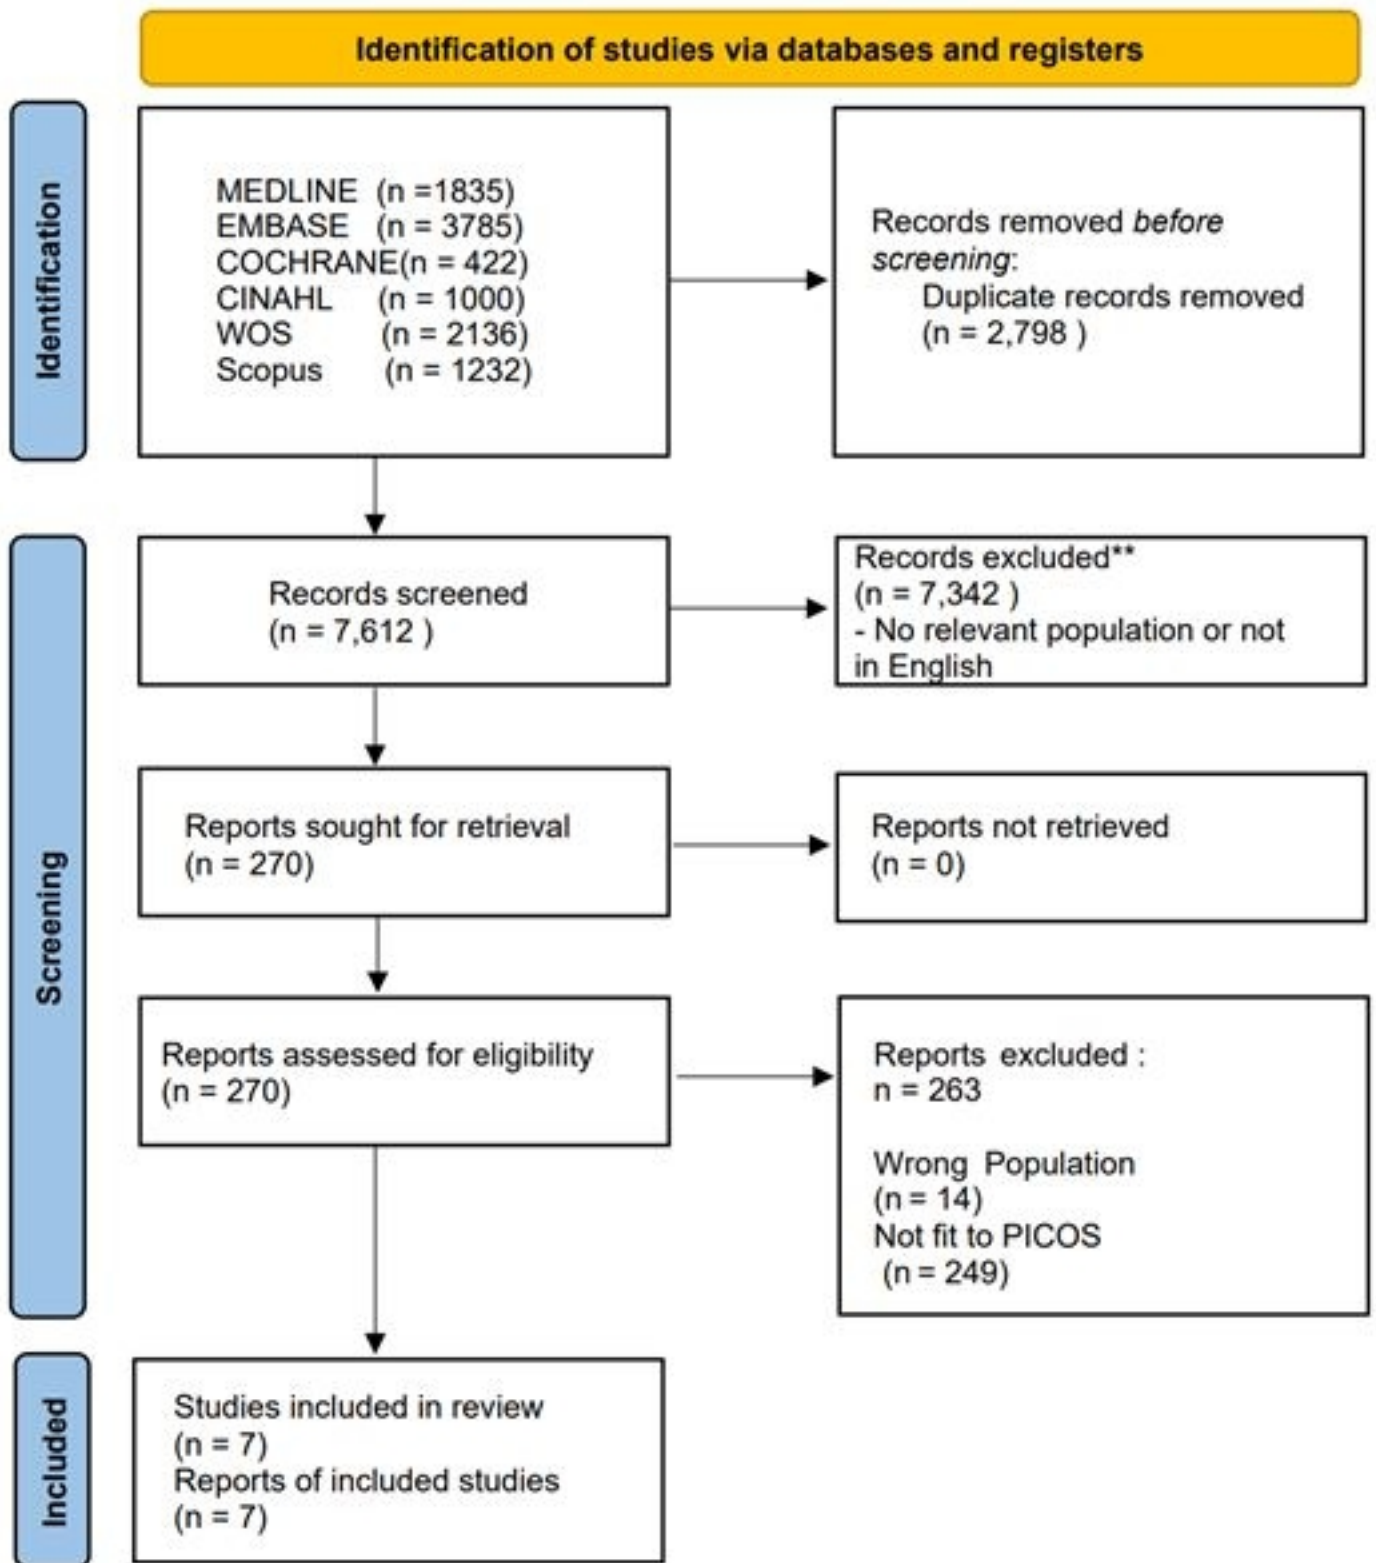 Identification of studies via databases and registers
Identification
MEDLINE (n =1835)
EMBASE (n = 3785)
COCHRANE(n = 422)
CINAHL (n = 1000)
WOS (n = 2136)
Scopus (n = 1232)
Records removed before
screening:
Duplicate records removed
(n = 2,798 )
Screening
Records screened
(n = 7,612 )
Records excluded**
(n = 7,342 )
- No relevant population or not
in English
Reports sought for retrieval
(n = 270)
Reports not retrieved
(n = 0)
Reports assessed for eligibility
(n = 270)
Reports excluded :
n = 263
Wrong Population
(n = 14)
Not fit to PICOS
(n = 249)
Included
Studies included in review
(n = 7)
Reports of included studies
(n = 7)